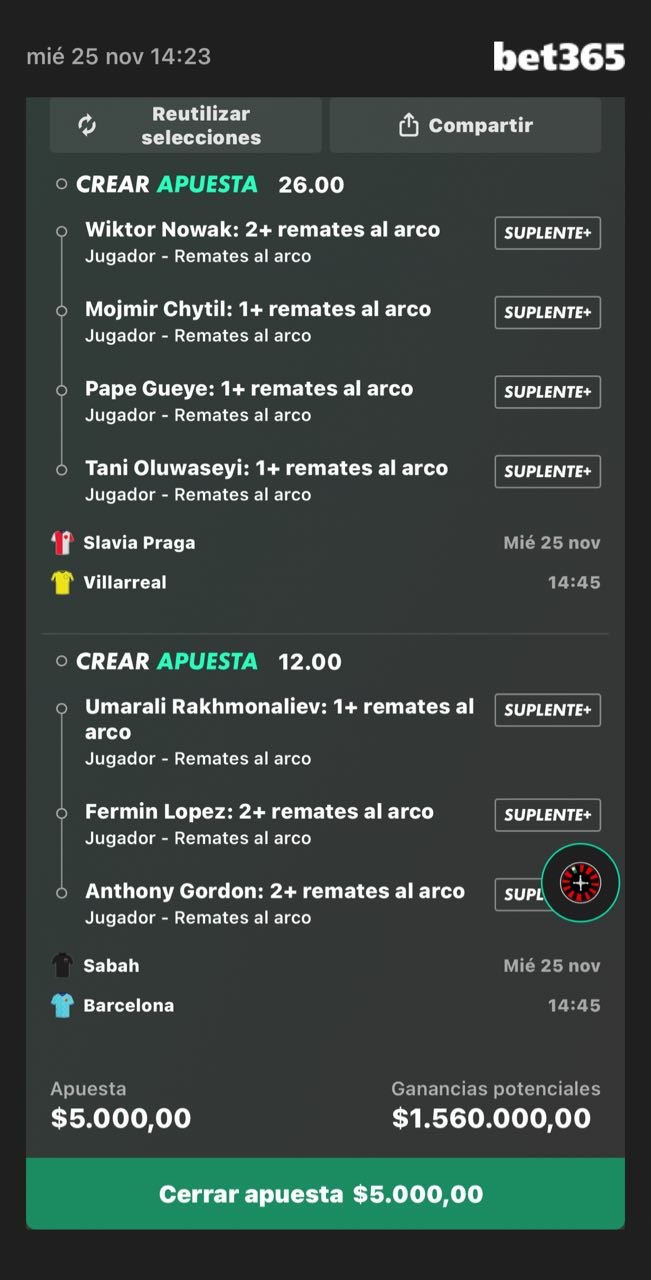 mié 25 nov 14:23
bet365
Reutilizar
selecciones
Compartir
CREAR APUESTA 26.00
Wiktor Nowak: 2+ remates al arco
SUPLENTE+
Jugador - Remates al arco
Mojmir Chytil: 1+ remates al arco
SUPLENTE+
Jugador - Remates al arco
Pape Gueye: 1+ remates al arco
SUPLENTE+
Jugador - Remates al arco
Tani Oluwaseyi: 1+ remates al arco
SUPLENTE+
Jugador - Remates al arco
Slavia Praga
Mié 25 nov
Villarreal
14:45
CREAR APUESTA 12.00
Umarali Rakhmonaliev: 1+ remates al
arco
SUPLENTE+
Jugador - Remates al arco
Fermin Lopez: 2+ remates al arco
SUPLENTE+
Jugador - Remates al arco
Anthony Gordon: 2+ remates al arco
Jugador - Remates al arco
Sabah
Mié 25 nov
Barcelona
14:45
Apuesta
Ganancias potenciales
$5.000,00
$1.560.000,00
Cerrar apuesta $5.000,00